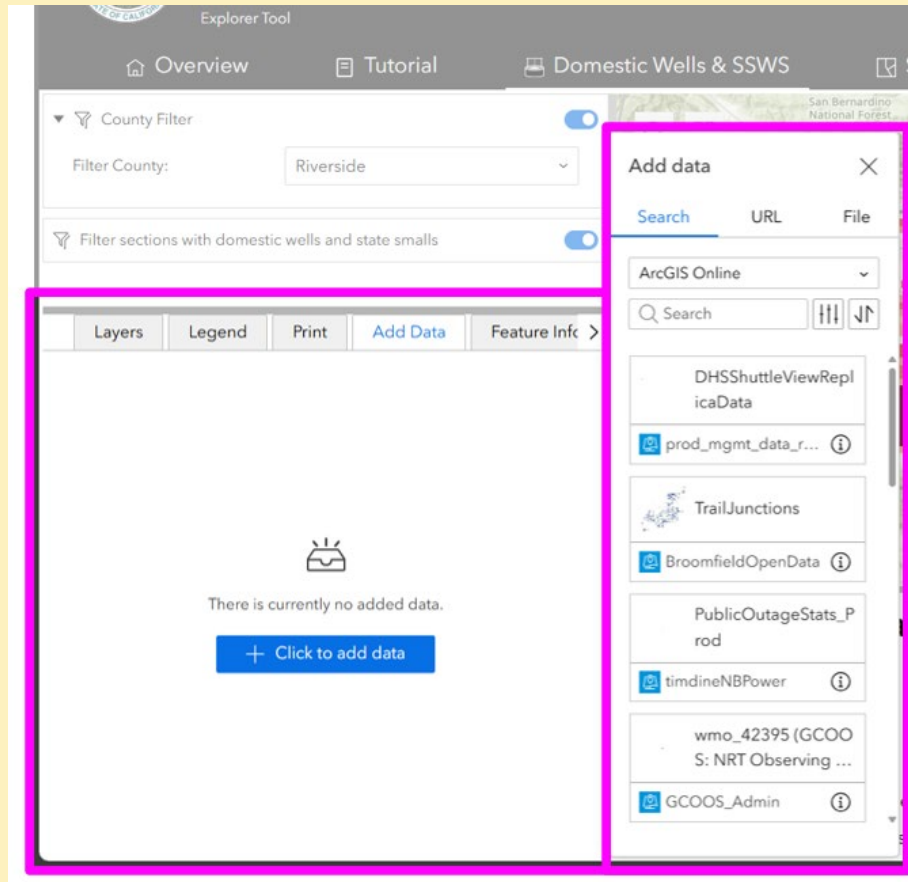 STATE OF CALIFORNIA
Explorer Tool
Overview
Tutorial
Domestic Wells & SSWS
County Filter
Filter County:
Riverside
Filter sections with domestic wells and state smalls
San Bernardino
National Forest
Layers
Legend
Print
Add Data
Feature Info
There is currently no added data.
Click to add data
Add data
Search
URL
File
ArcGIS Online
Search
DHSShuttleViewRepl
icaData
prod_mgmt_data_r...
TrailJunctions
BroomfieldOpenData
PublicOutageStats_P
rod
timdineNBPower
wmo_42395 (GCOO
S: NRT Observing ...
GCOOS_Admin